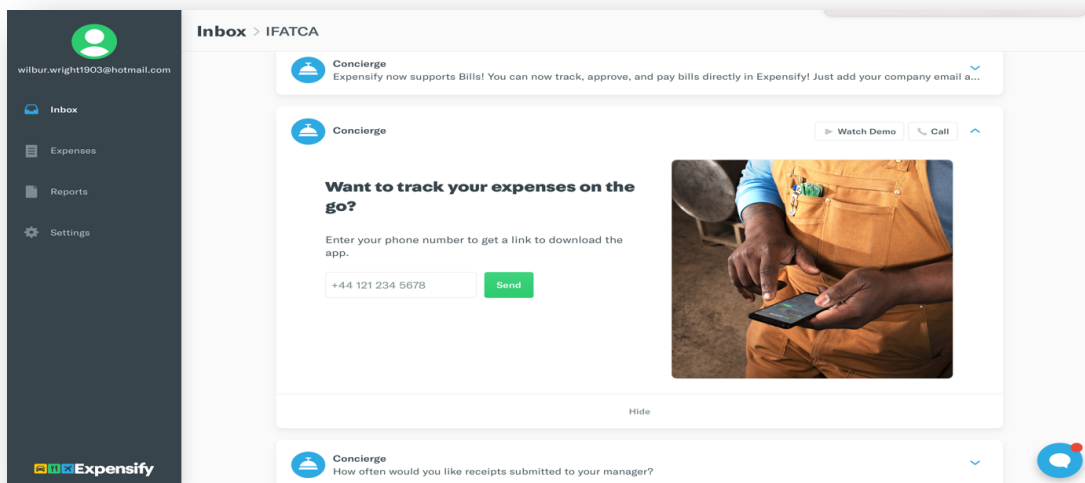 Inbox > IFATCA
wilbur.wright1903@hotmail.com
Inbox
Expenses
Reports
Settings
Expensify
Concierge
Expensify now supports Bills! You can now track, approve, and pay bills directly in Expensify! Just add your company email a...
Concierge
Watch Demo
Call
Want to track your expenses on the
go?
Enter your phone number to get a link to download the
app.
+44 121 234 5678
Send
Hide
Concierge
How often would you like receipts submitted to your manager?